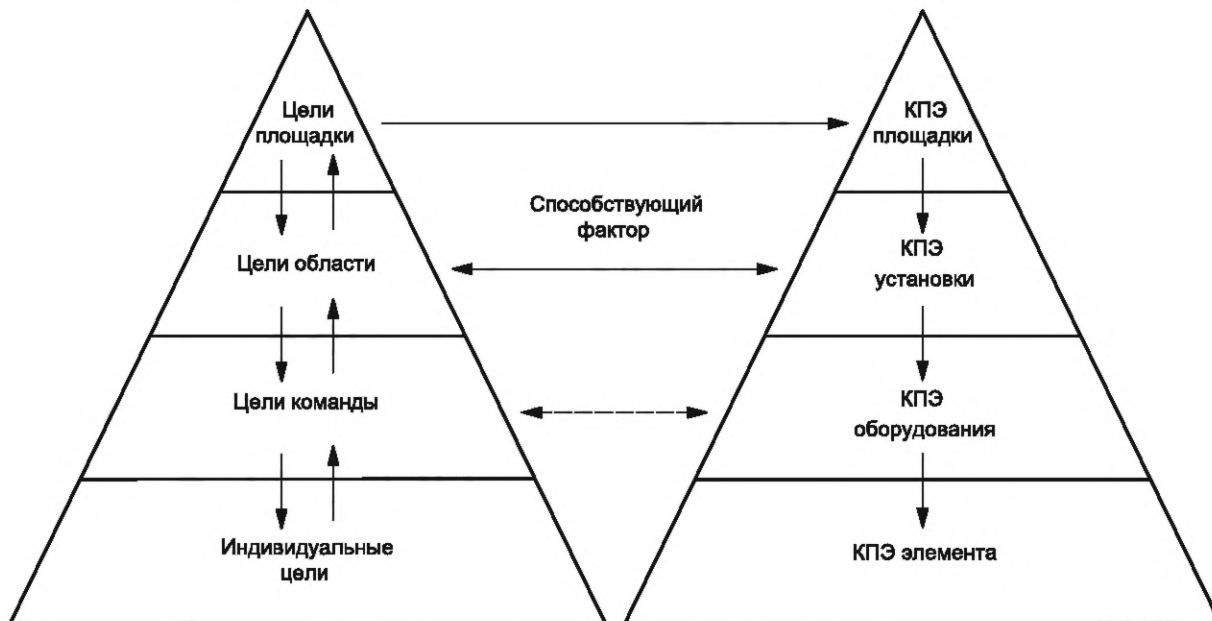 Цели
площадки
КПЭ
площадки
Способствующий
фактор
Цели области
КПЭ
установки
Цели команды
КПЭ
оборудования
Индивидуальные
цели
КПЭ элемента